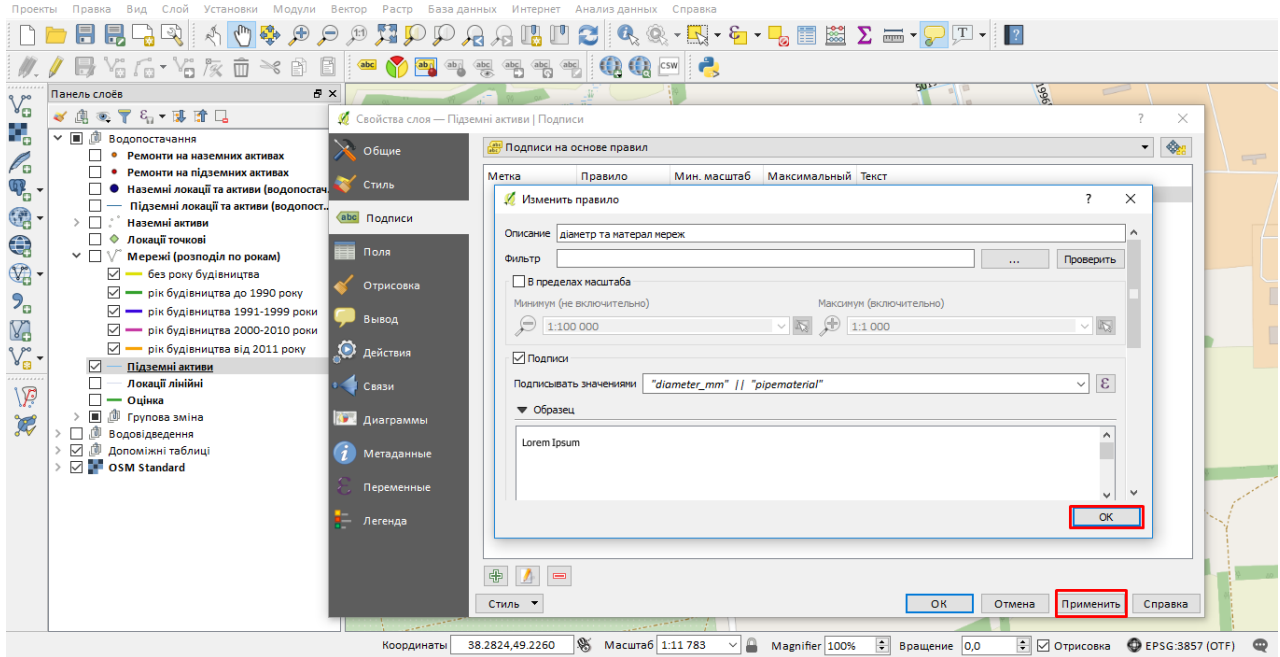 Проекты Правка Вид Слой Установки Модули Вектор Растр База данных Интернет Анализ данных Справка
Панель слоёв
Водопостачання
Ремонти на наземних активах
Ремонти на підземних активах
Наземні локації та активи (водопостач.
Підземні локації та активи (водопост..
Наземні активи
Локації точкові
Мережі (розподіл по рокам)
без року будівництва
рік будівництва до 1990 року
рік будівництва 1991-1999 роки
рік будівництва 2000-2010 роки
рік будівництва від 2011 року
Підземні активи
Локації лінійні
Оцінка
Групова зміна
Водовідведення
Допоміжні таблиці
OSM Standard
Свойства слоя — Підземні активи | Подписи
Общие
Стиль
Подписи
Поля
Отрисовка
Вывод
Действия
Связи
Диаграммы
Метаданные
Переменные
Легенда
Подписи на основе правил
Метка Правило Мин. масштаб Максимальный Текст
Изменить правило
Описание діаметр та матерал мереж
Фильтр ... Проверить
В пределах масштаба
Минимум (не включительно) Максимум (включительно)
1:100 000 1:1 000
Подписи
Подписывать значениями "diameter_mm" || "pipematerial" ε
Образец
Lorem Ipsum
OK
Стиль OK Отмена Применить Справка
Координаты 38.2824,49.2260 Масштаб 1:11 783 Magnifier 100% Вращение 0,0 Отрисовка EPSG:3857 (OTF)